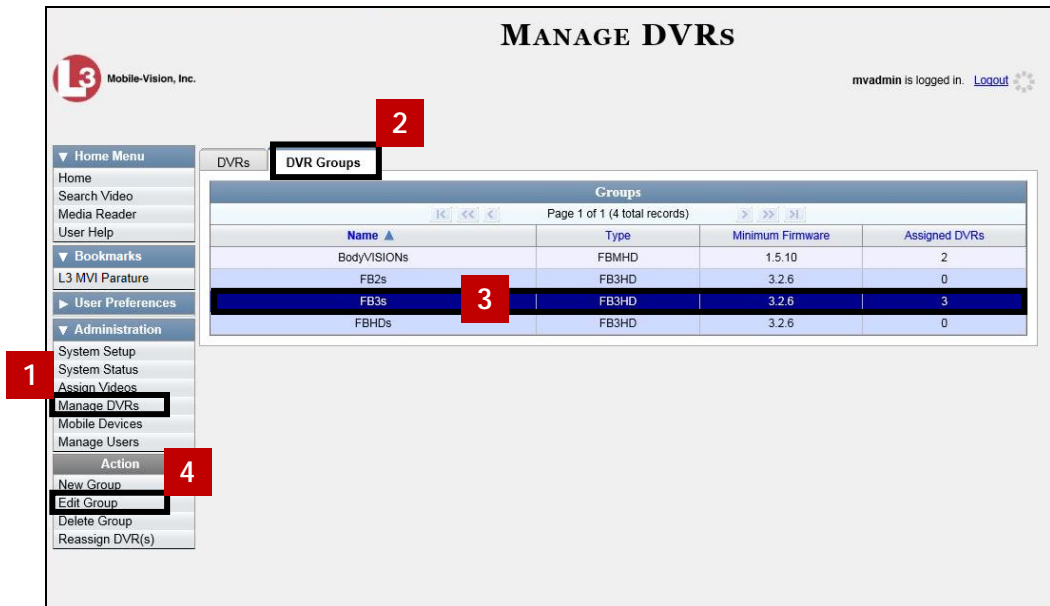 MANAGE DVRS
L3 Mobile-Vision, Inc.
mvadmin is logged in. Logout
2
▼ Home Menu
Home
Search Video
Media Reader
User Help
▼ Bookmarks
L3 MVI Parature
► User Preferences
▼ Administration
System Setup
System Status
1
Assign Videos
Manage DVRs
Mobile Devices
Manage Users
Action
4
New Group
Edit Group
Delete Group
Reassign DVR(s)
DVRs DVR Groups
Groups
K << < Page 1 of 1 (4 total records) > >> >|
Name ▲ Type Minimum Firmware Assigned DVRs
BodyVISIONs FBMHD 1.5.10 2
FB2s FB3HD 3.2.6 0
FB3s 3 FB3HD 3.2.6 3
FBHDs FB3HD 3.2.6 0